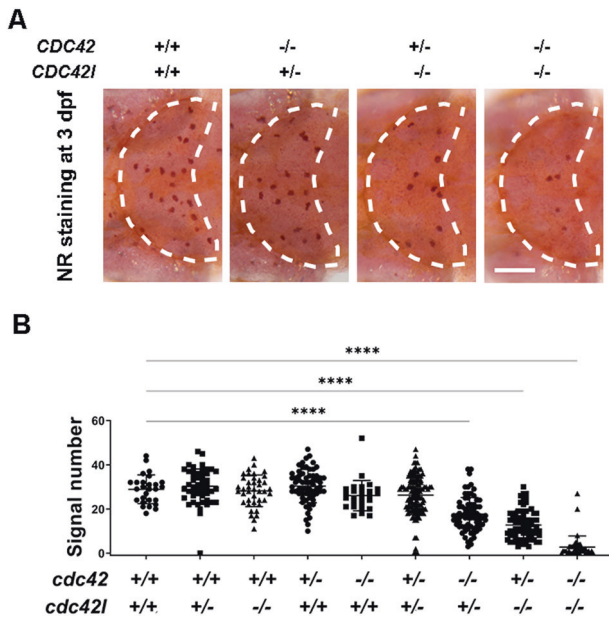 A
CDC42 +/+ -/- +/- -/-
CDC42l +/+ +/- -/- -/-
NR staining at 3 dpf
B
****
****
****
Signal number
60
40
20
0
cdc42 +/+ +/+ +/+ +/- -/- +/- -/- +/- -/-
cdc42l +/+ +/- -/- +/+ +/+ +/- +/- -/- -/-